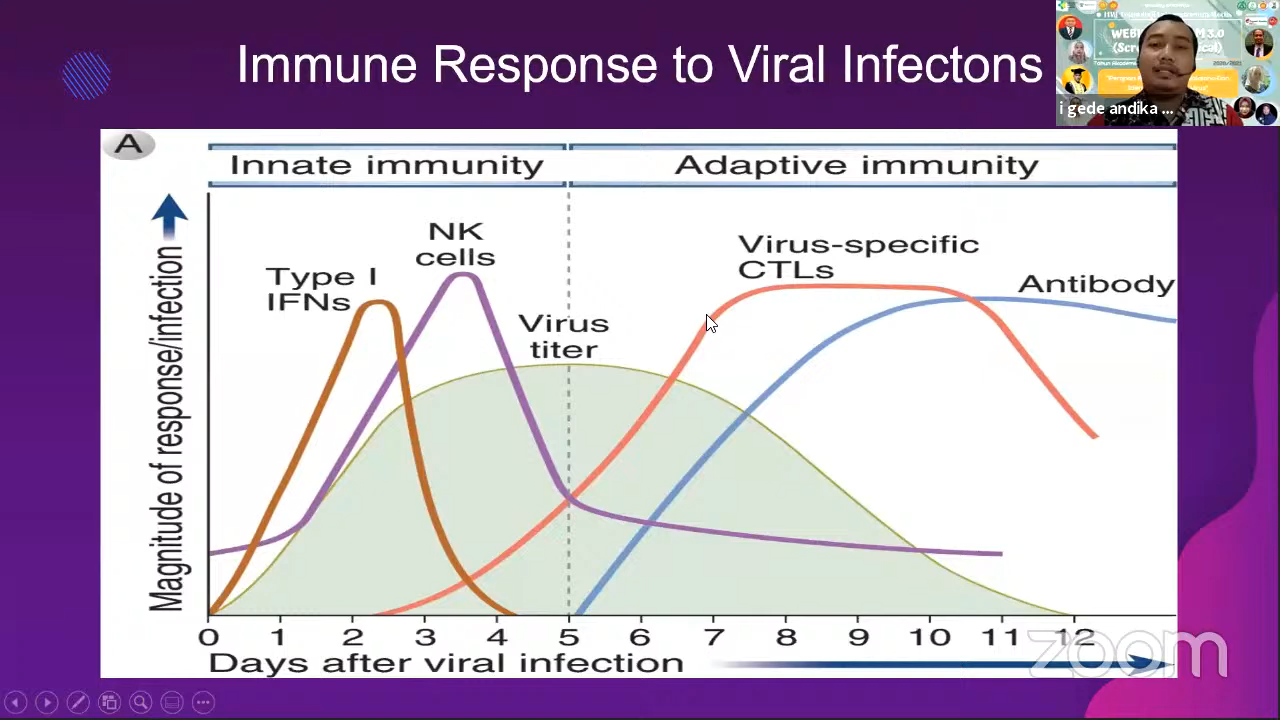 Immune Response to Viral Infectons
i gede andika ...
A
Innate immunity
Adaptive immunity
Magnitude of response/infection
Type I
IFNs
NK
cells
Virus
titer
Virus-specific
CTLs
Antibody
0 1 2 3 4 5 6 7 8 9 10 11 12
Days after viral infection
zoom